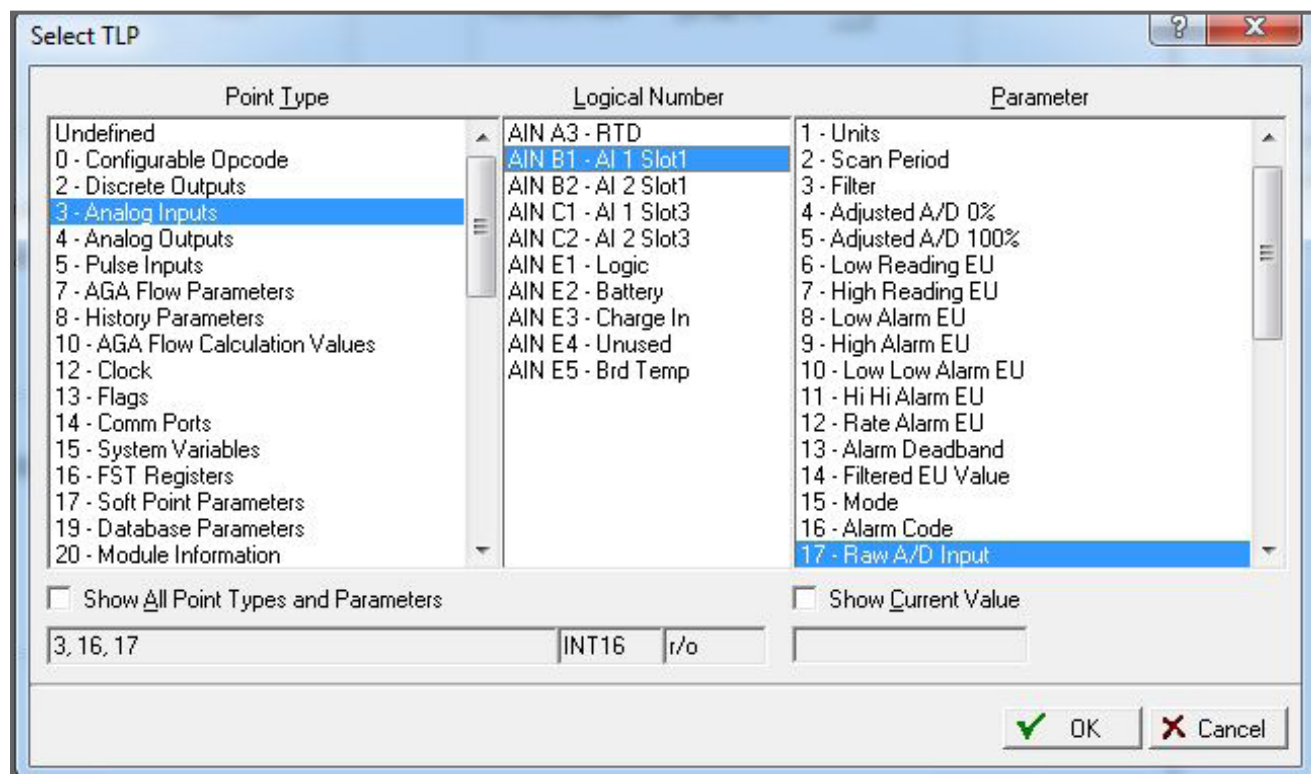 Select TLP
Point Type
Undefined
0 - Configurable Opcode
2 - Discrete Outputs
3 - Analog Inputs
4 - Analog Outputs
5 - Pulse Inputs
7 - AGA Flow Parameters
8 - History Parameters
10 - AGA Flow Calculation Values
12 - Clock
13 - Flags
14 - Comm Ports
15 - System Variables
16 - FST Registers
17 - Soft Point Parameters
19 - Database Parameters
20 - Module Information
Logical Number
AIN A3 - RTD
AIN B1 - AI 1 Slot1
AIN B2 - AI 2 Slot1
AIN C1 - AI 1 Slot3
AIN C2 - AI 2 Slot3
AIN E1 - Logic
AIN E2 - Battery
AIN E3 - Charge In
AIN E4 - Unused
AIN E5 - Brd Temp
Parameter
1 - Units
2 - Scan Period
3 - Filter
4 - Adjusted A/D 0%
5 - Adjusted A/D 100%
6 - Low Reading EU
7 - High Reading EU
8 - Low Alarm EU
9 - High Alarm EU
10 - Low Low Alarm EU
11 - Hi Hi Alarm EU
12 - Rate Alarm EU
13 - Alarm Deadband
14 - Filtered EU Value
15 - Mode
16 - Alarm Code
17 - Raw A/D Input
Show All Point Types and Parameters
Show Current Value
3, 16, 17
INT16
r/o
OK
Cancel